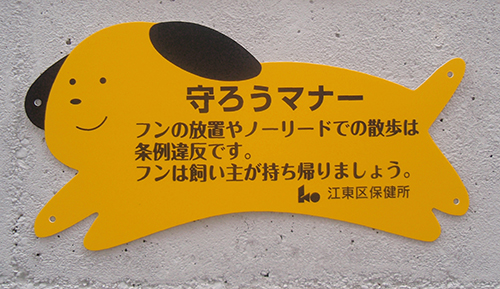 守ろうマナー
フンの放置やノーリードでの散歩は
条例違反です。
フンは飼い主が持ち帰りましょう。
江東区保健所